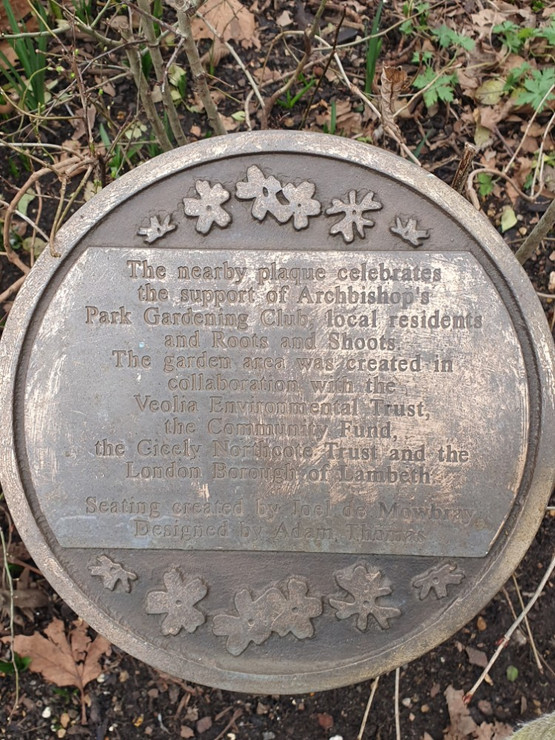 The nearby plaque celebrates
the support of Archbishop's
Park Gardening Club, local residents
and Roots and Shoots.
The garden area was created in
collaboration with the
Veolia Environmental Trust,
the Community Fund,
the Cicely Northcote Trust and the
London Borough of Lambeth.
Seating created by Joel de Mowbray
Designed by Adam Thomas